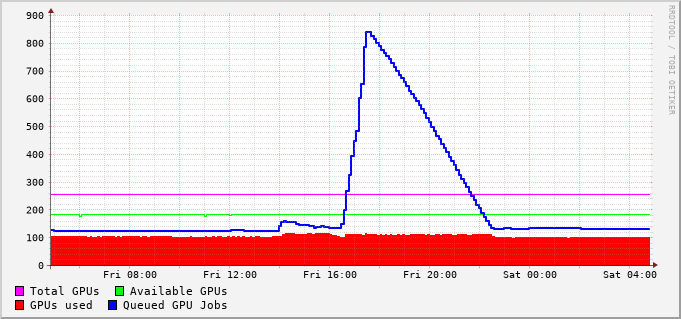 900
800
700
600
500
400
300
200
100
0
Fri 08:00 Fri 12:00 Fri 16:00 Fri 20:00 Sat 00:00 Sat 04:00
Total GPUs Available GPUs
GPUs used Queued GPU Jobs
RRDTOOL / TOBI OETIKER